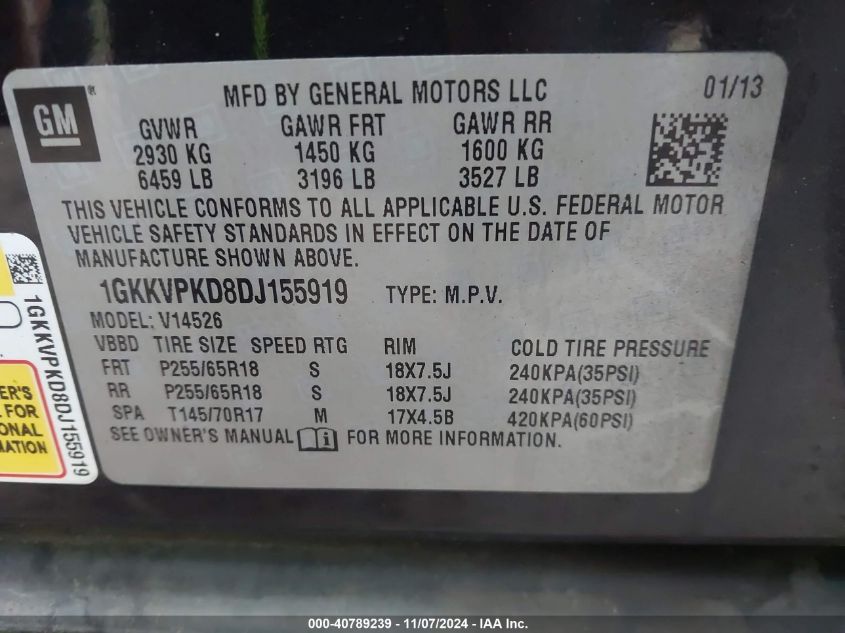 GM
MFD BY GENERAL MOTORS LLC 01/13
GVWR GAWR FRT GAWR RR
2930 KG 1450 KG 1600 KG
6459 LB 3196 LB 3527 LB
THIS VEHICLE CONFORMS TO ALL APPLICABLE U.S. FEDERAL MOTOR
VEHICLE SAFETY STANDARDS IN EFFECT ON THE DATE OF
MANUFACTURE SHOWN ABOVE.
1GKKVPKD8DJ155919 TYPE: M.P.V.
MODEL: V14526
VBBD TIRE SIZE SPEED RTG RIM COLD TIRE PRESSURE
FRT P255/65R18 S 18X7.5J 240KPA(35PSI)
RR P255/65R18 S 18X7.5J 240KPA(35PSI)
SPA T145/70R17 M 17X4.5B 420KPA(60PSI)
SEE OWNER'S MANUAL i FOR MORE INFORMATION.
1GKKVPKD8DJ155919
ER'S
FOR
ONAL
ATION
000-40789239 - 11/07/2024 - IAA Inc.